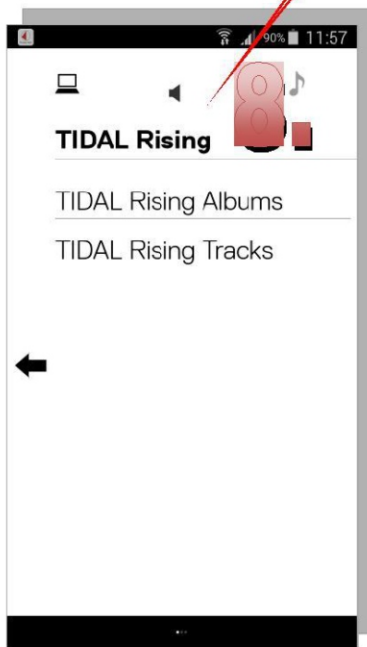 90% 11:57
8.
TIDAL Rising
TIDAL Rising Albums
TIDAL Rising Tracks